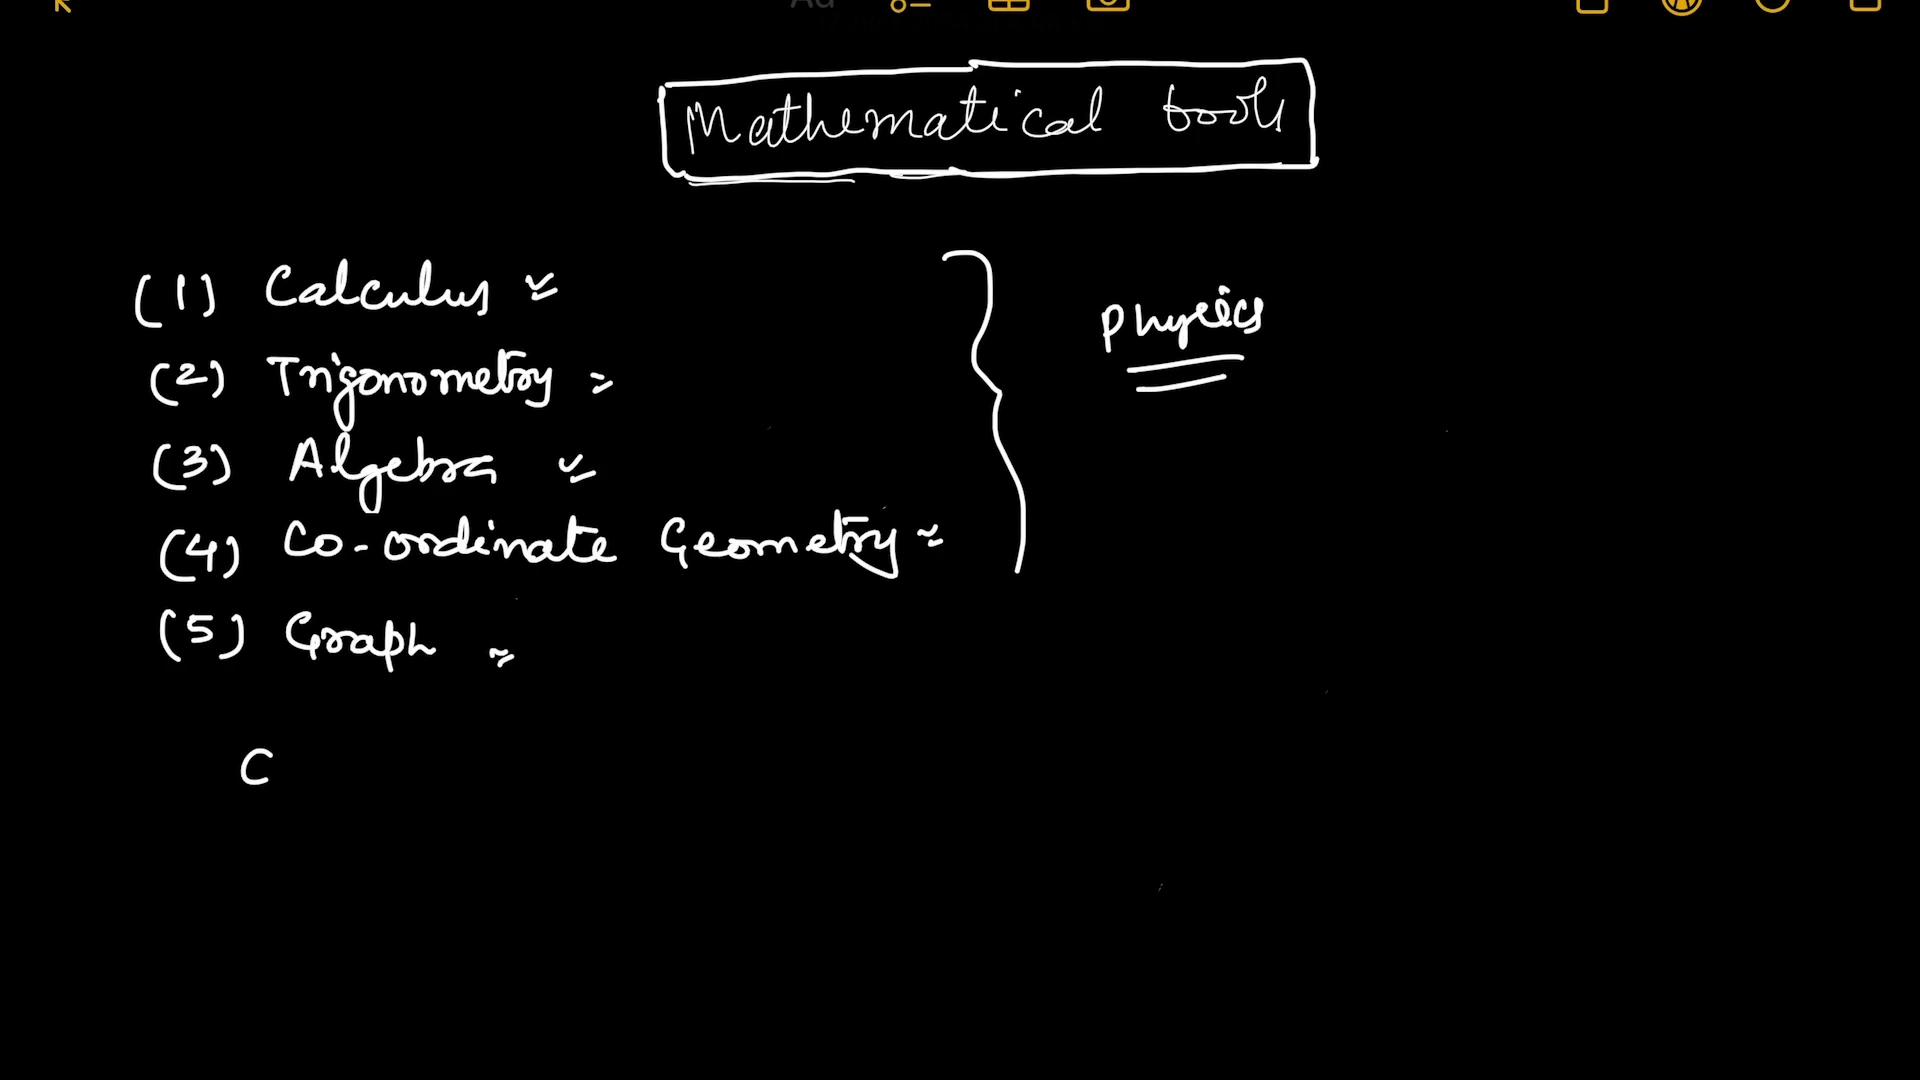 Mathematical tools
(1) Calculus
(2) Trigonometry
(3) Algebra
(4) Co-ordinate Geometry
(5) Graph
Physics
C